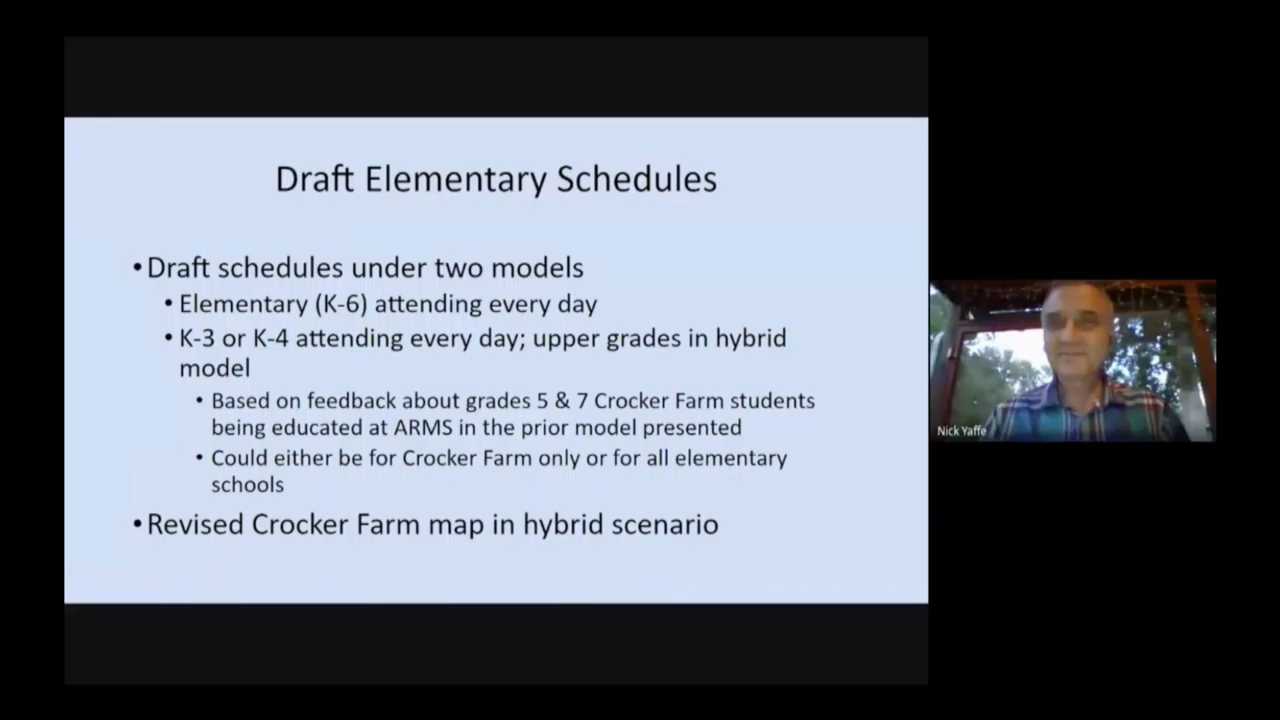 Draft Elementary Schedules
•Draft schedules under two models
•Elementary (K-6) attending every day
•K-3 or K-4 attending every day; upper grades in hybrid
model
•Based on feedback about grades 5 & 7 Crocker Farm students
being educated at ARMS in the prior model presented
•Could either be for Crocker Farm only or for all elementary
schools
•Revised Crocker Farm map in hybrid scenario
Nick Yaffe